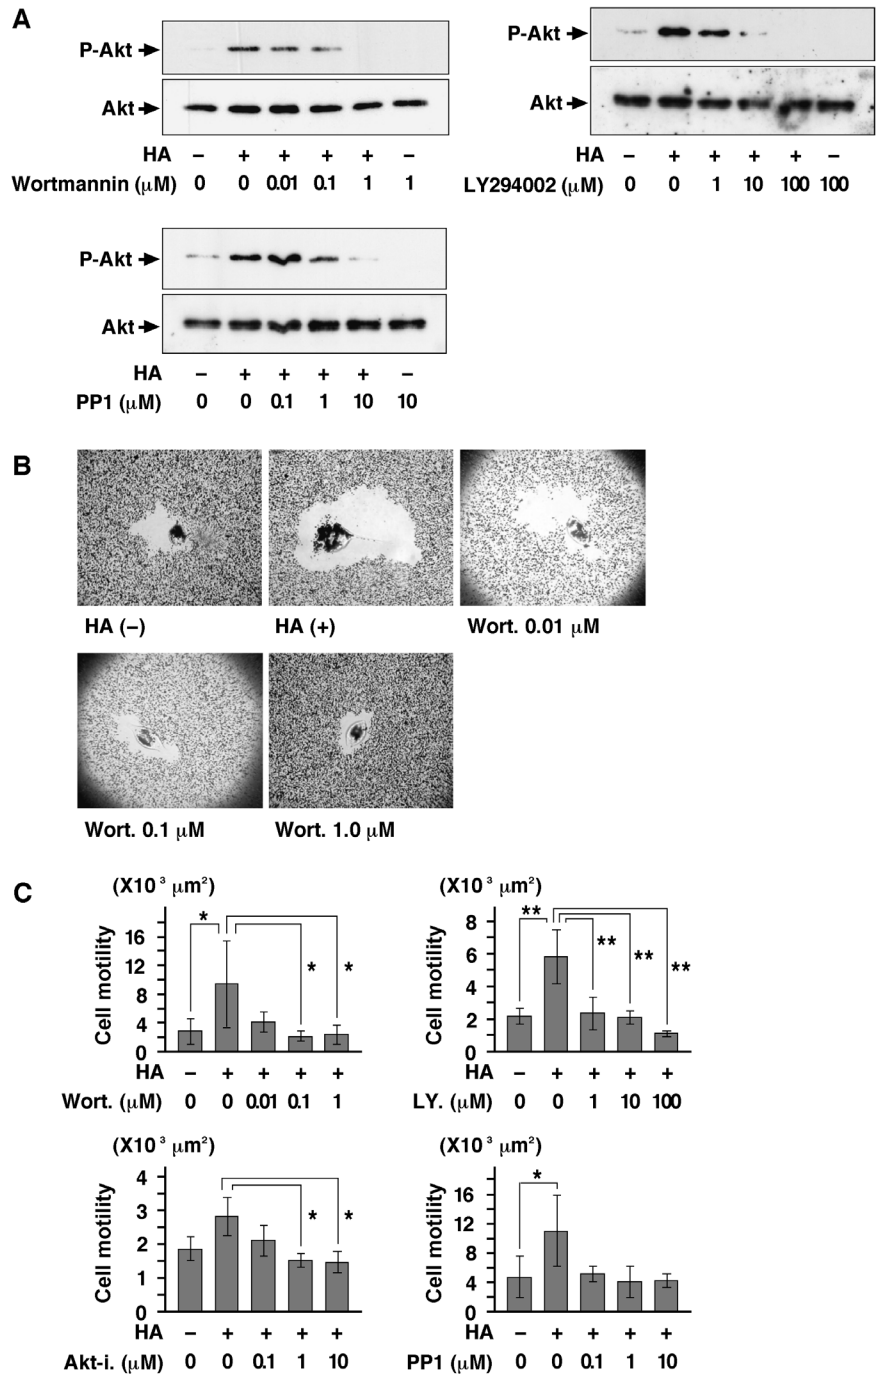 A
P-Akt
Akt
HA – + + + + –
Wortmannin (μM) 0 0 0.01 0.1 1 1
P-Akt
Akt
HA – + + + + –
LY294002 (μM) 0 0 1 10 100 100
P-Akt
Akt
HA – + + + + –
PP1 (μM) 0 0 0.1 1 10 10
B
HA (–)
HA (+)
Wort. 0.01 μM
Wort. 0.1 μM
Wort. 1.0 μM
C
(X10³ μm²)
Cell motility
16
12
8
4
0
*
*
*
HA – + + + +
Wort. (μM) 0 0 0.01 0.1 1
(X10³ μm²)
Cell motility
8
6
4
2
0
**
**
**
**
HA – + + + +
LY. (μM) 0 0 1 10 100
(X10³ μm²)
Cell motility
4
3
2
1
0
*
*
HA – + + + +
Akt-i. (μM) 0 0 0.1 1 10
(X10³ μm²)
Cell motility
16
12
8
4
0
*
HA – + + + +
PP1 (μM) 0 0 0.1 1 10